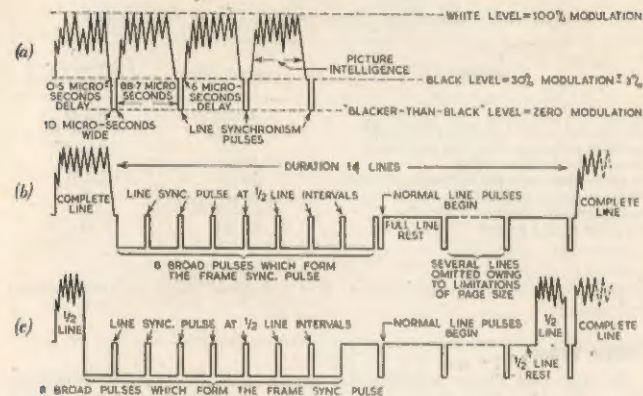 WHITE LEVEL = 100% MODULATION
(a)
PICTURE
INTELLIGENCE
BLACK LEVEL = 30% MODULATION ± 3%
0·5 MICRO-
SECONDS
DELAY
88·7 MICRO
SECONDS
6 MICRO-
SECONDS
DELAY
"BLACKER-THAN-BLACK" LEVEL = ZERO MODULATION
10 MICRO-SECONDS
WIDE
LINE SYNCHRONISM
PULSES
(b)
DURATION 14 LINES
COMPLETE
LINE
LINE SYNC. PULSE AT 1/2 LINE INTERVALS
NORMAL LINE PULSES
BEGIN
COMPLETE
LINE
FULL LINE
REST
BROAD PULSES WHICH FORM
THE FRAME SYNC. PULSE
SEVERAL LINES
OMITTED OWING
TO LIMITATIONS
OF PAGE SIZE
(c)
1/2
LINE
LINE SYNC. PULSE AT 1/2 LINE INTERVALS
NORMAL LINE PULSES
BEGIN
1/2
LINE
COMPLETE
LINE
1/2 LINE
REST
8 BROAD PULSES WHICH FORM THE FRAME SYNC PULSE